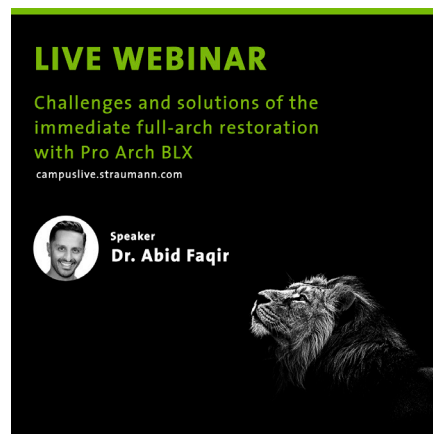 LIVE WEBINAR
Challenges and solutions of the
immediate full-arch restoration
with Pro Arch BLX
campuslive.straumann.com
Speaker
Dr. Abid Faqir